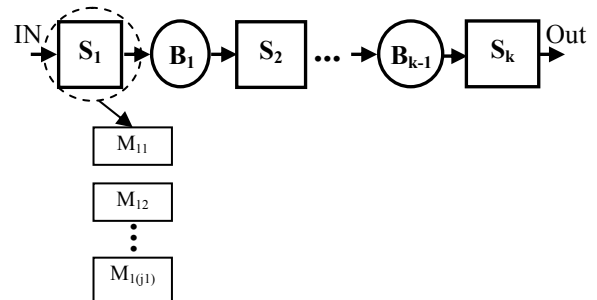 IN S₁ B₁ S₂ ... Bₖ₋₁ Sₖ Out
M₁₁
M₁₂
M₁₍ⱼ₁₎